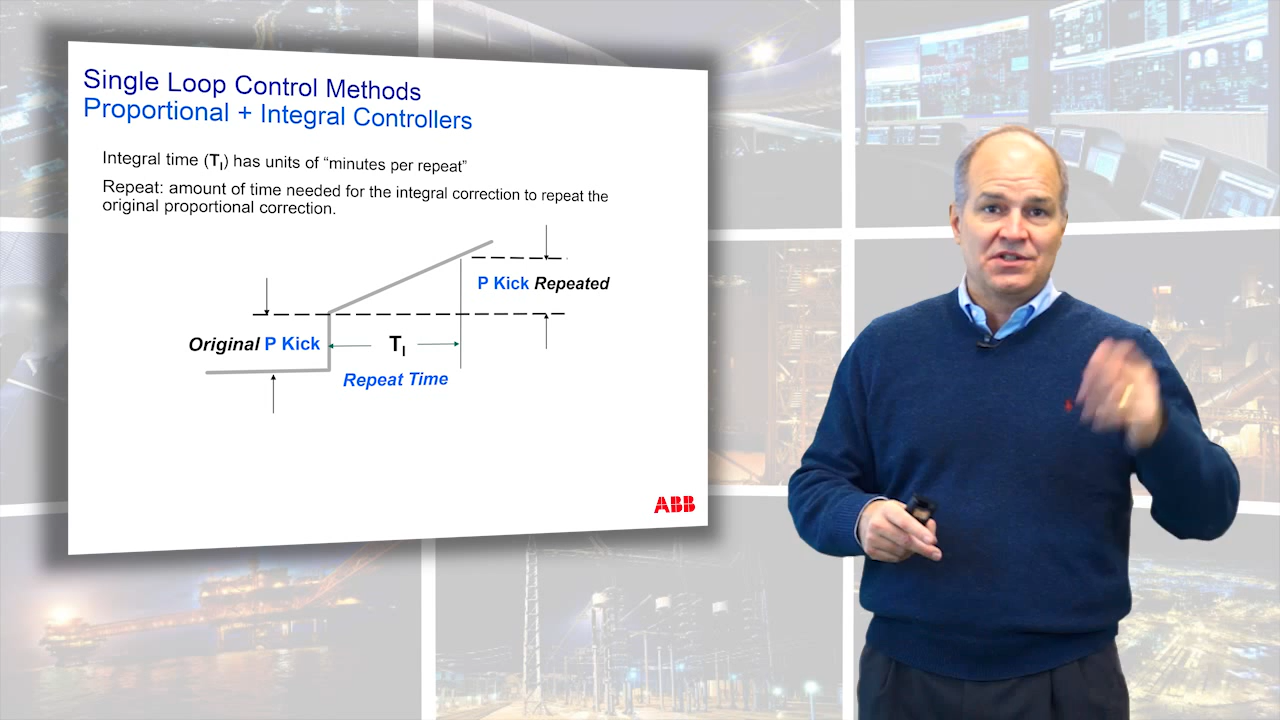 Single Loop Control Methods
Proportional + Integral Controllers
Integral time (TI) has units of “minutes per repeat”
Repeat: amount of time needed for the integral correction to repeat the
original proportional correction.
P Kick Repeated
Original P Kick
TI
Repeat Time
ABB